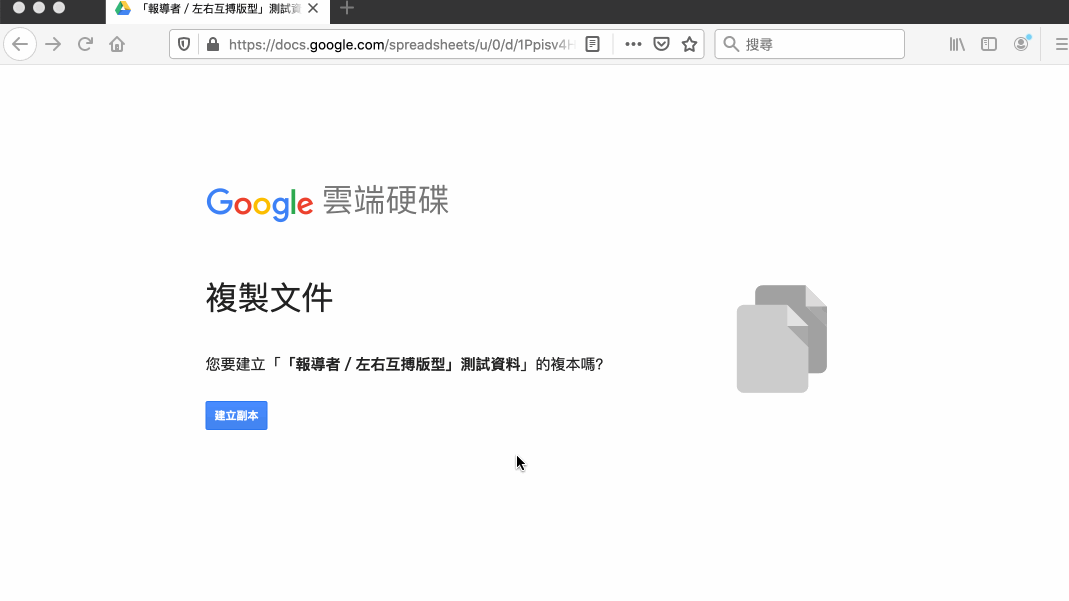 「報導者 / 左右互搏版型」測試資
https://docs.google.com/spreadsheets/u/0/d/1Ppisv4H
搜尋
Google 雲端硬碟
複製文件
您要建立「「報導者 / 左右互搏版型」測試資料」的複本嗎?
建立副本